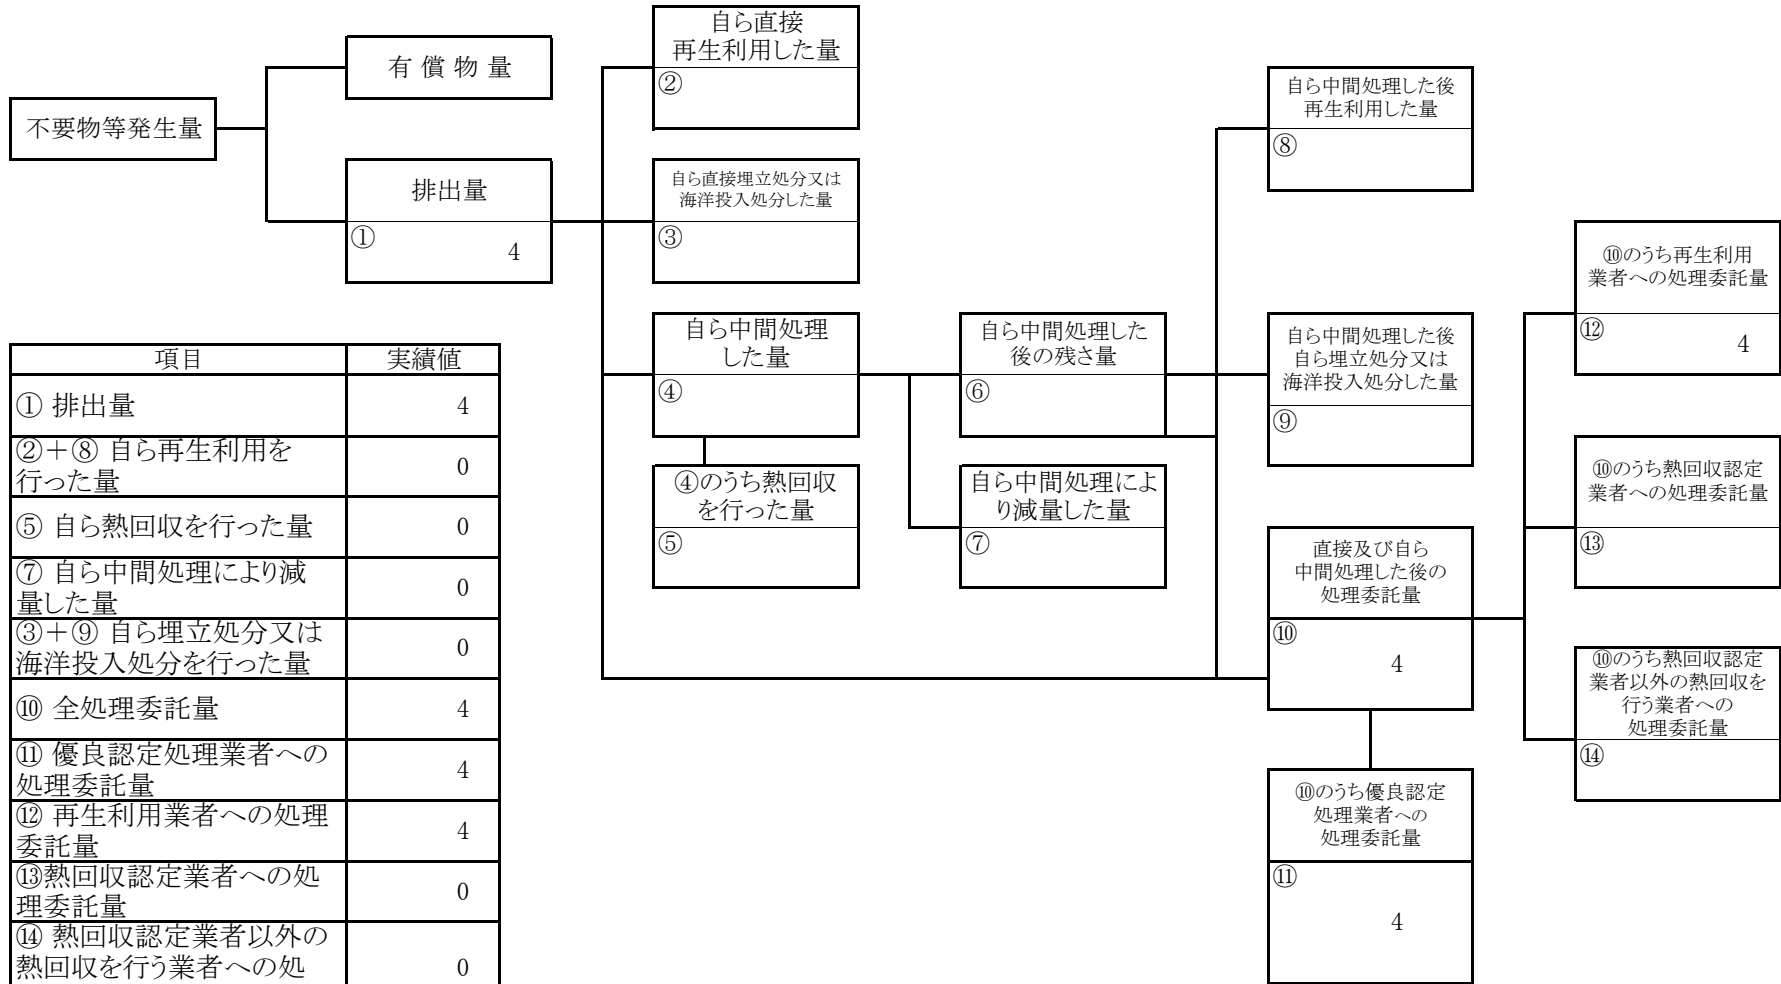 不要物等発生量
有 償 物 量
排出量
①
4
自ら直接
再生利用した量
②
自ら直接埋立処分又は
海洋投入処分した量
③
自ら中間処理
した量
④
④のうち熱回収
を行った量
⑤
自ら中間処理した
後の残さ量
⑥
自ら中間処理によ
り減量した量
⑦
自ら中間処理した後
再生利用した量
⑧
自ら中間処理した後
自ら埋立処分又は
海洋投入処分した量
⑨
直接及び自ら
中間処理した後の
処理委託量
⑩
4
⑩のうち優良認定
処理業者への
処理委託量
⑪
4
⑩のうち再生利用
業者への処理委託量
⑫
4
⑩のうち熱回収認定
業者への処理委託量
⑬
⑩のうち熱回収認定
業者以外の熱回収を
行う業者への
処理委託量
⑭
項目 実績値
① 排出量 4
②＋⑧ 自ら再生利用を
行った量 0
⑤ 自ら熱回収を行った量 0
⑦ 自ら中間処理により減
量した量 0
③＋⑨ 自ら埋立処分又は
海洋投入処分を行った量 0
⑩ 全処理委託量 4
⑪ 優良認定処理業者への
処理委託量 4
⑫ 再生利用業者への処理
委託量 4
⑬熱回収認定業者への処
理委託量 0
⑭ 熱回収認定業者以外の
熱回収を行う業者への処 0